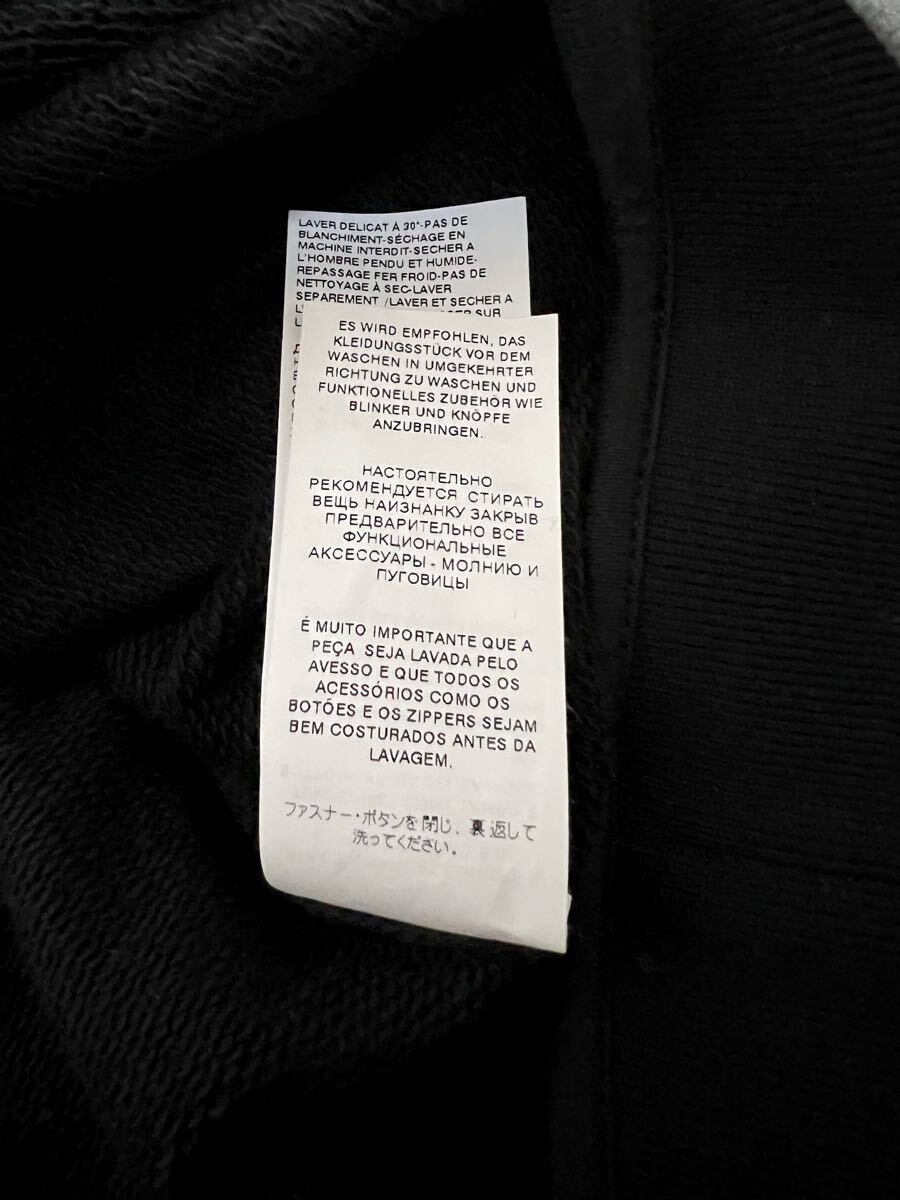 LAVER DELICAT À 30°-PAS DE
BLANCHIMENT-SÉCHAGE EN
MACHINE INTERDIT-SECHER A
L'HOMBRE PENDU ET HUMIDE-
REPASSAGE FER FROID-PAS DE
NETTOYAGE À SEC-LAVER
SEPAREMENT /LAVER ET SECHER A
SUR
ES WIRD EMPFOHLEN, DAS
KLEIDUNGSSTÜCK VOR DEM
WASCHEN IN UMGEKEHRTER
RICHTUNG ZU WASCHEN UND
FUNKTIONELLES ZUBEHÖR WIE
BLINKER UND KNÖPFE
ANZUBRINGEN.
НАСТОЯТЕЛЬНО
РЕКОМЕНДУЕТСЯ СТИРАТЬ
ВЕЩЬ НАИЗНАНКУ ЗАКРЫВ
ПРЕДВАРИТЕЛЬНО ВСЕ
ФУНКЦИОНАЛЬНЫЕ
АКСЕССУАРЫ - МОЛНИЮ И
ПУГОВИЦЫ
É MUITO IMPORTANTE QUE A
PEÇA SEJA LAVADA PELO
AVESSO E QUE TODOS OS
ACESSÓRIOS COMO OS
BOTÕES E OS ZIPPERS SEJAM
BEM COSTURADOS ANTES DA
LAVAGEM.
ファスナー・ボタンを閉じ、裏返して
洗ってください。